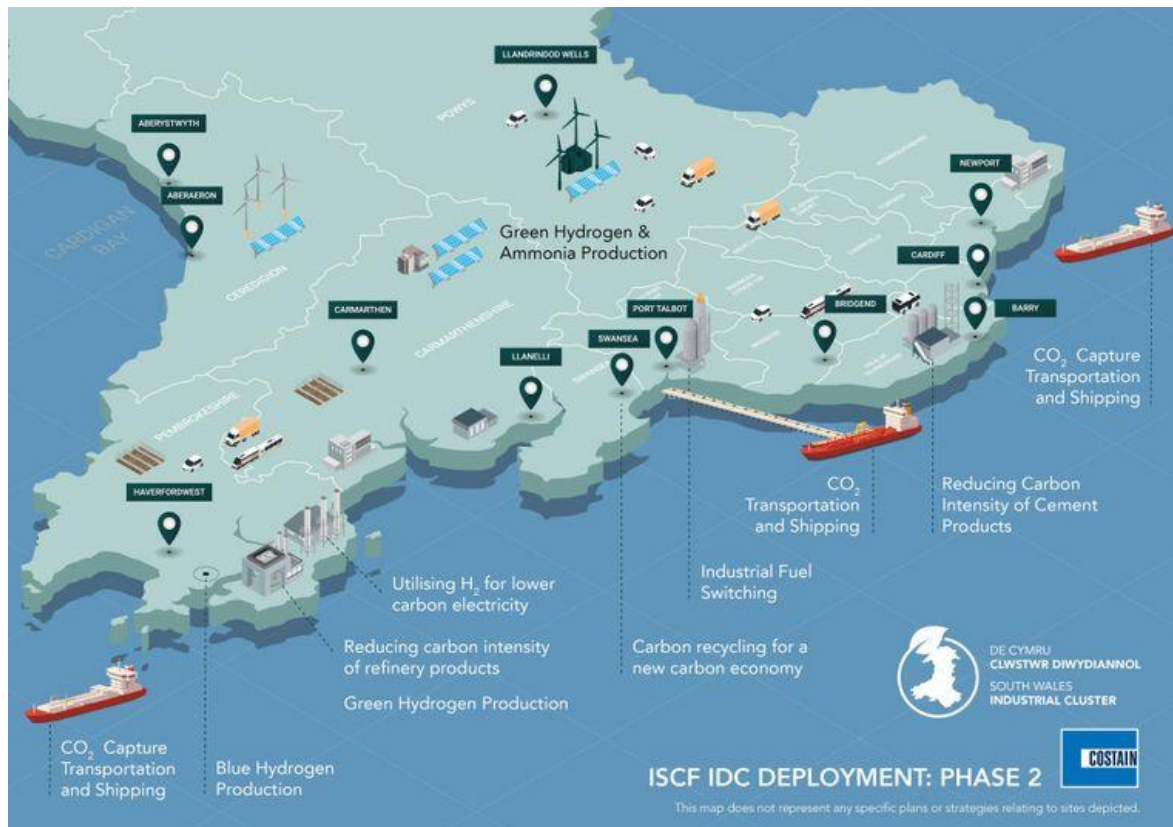 LLANDRINDOD WELLS
POWYS
ABERYSTWYTH
ABERAERON
CARDIGAN
BAY
CEREDIGION
NEWPORT
Green Hydrogen &
Ammonia Production
CARDIFF
CARMARTHEN
CARMARTHENSHIRE
PORT TALBOT
BRIDGEND
BARRY
SWANSEA
LLANELLI
PEMBROKESHIRE
HAVERFORDWEST
CO2 Capture
Transportation
and Shipping
CO2
Transportation
and Shipping
Reducing Carbon
Intensity of Cement
Products
Industrial Fuel
Switching
Utilising H2 for lower
carbon electricity
Reducing carbon intensity
of refinery products
Green Hydrogen Production
Carbon recycling for a
new carbon economy
CO2 Capture
Transportation
and Shipping
Blue Hydrogen
Production
DE CYMRU
CLWSTWR DIWYDIANNOL
SOUTH WALES
INDUSTRIAL CLUSTER
COSTAIN
ISCF IDC DEPLOYMENT: PHASE 2
This map does not represent any specific plans or strategies relating to sites depicted.